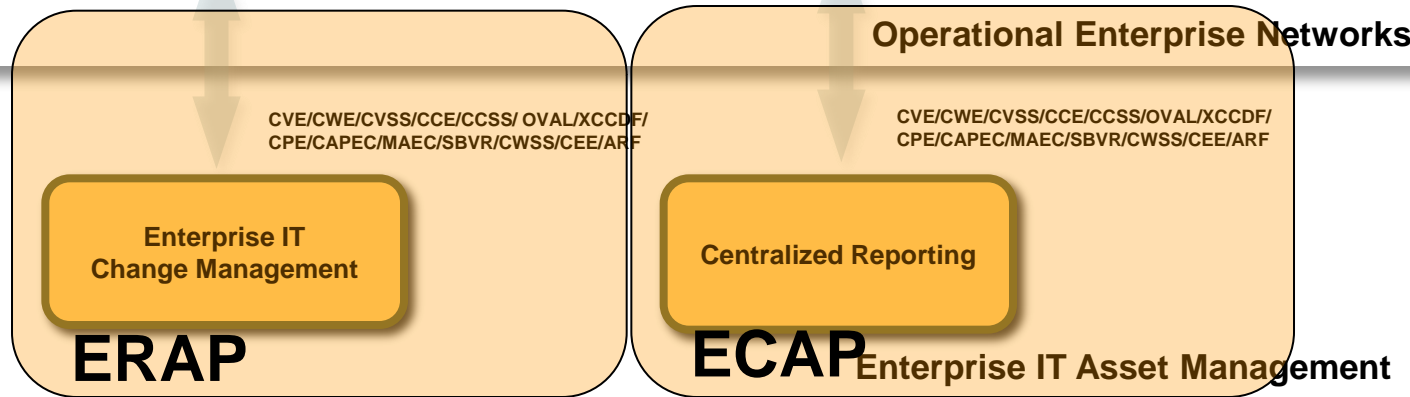 Operational Enterprise Networks
CVE/CWE/CVSS/CCE/CCSS/ OVAL/XCCDF/
CPE/CAPEC/MAEC/SBVR/CWSS/CEE/ARF
CVE/CWE/CVSS/CCE/CCSS/OVAL/XCCDF/
CPE/CAPEC/MAEC/SBVR/CWSS/CEE/ARF
Enterprise IT
Change Management
Centralized Reporting
ERAP
ECAP
Enterprise IT Asset Management